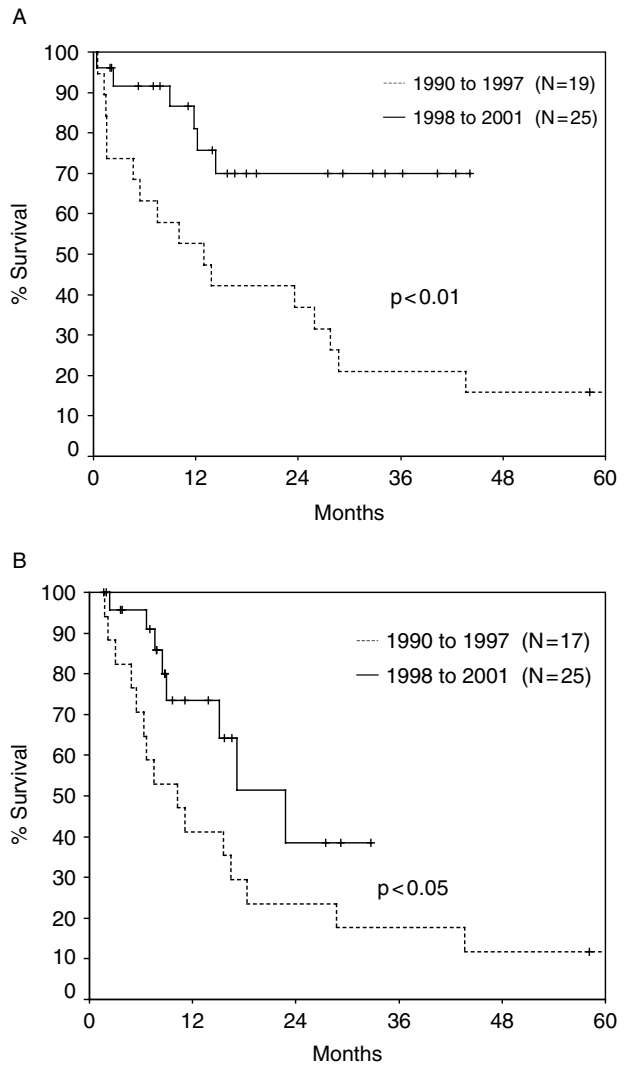 A
100
90
80
70
60
50
40
30
20
10
0
% Survival
1990 to 1997 (N=19)
1998 to 2001 (N=25)
p<0.01
0 12 24 36 48 60
Months
B
100
90
80
70
60
50
40
30
20
10
0
% Survival
1990 to 1997 (N=17)
1998 to 2001 (N=25)
p<0.05
0 12 24 36 48 60
Months